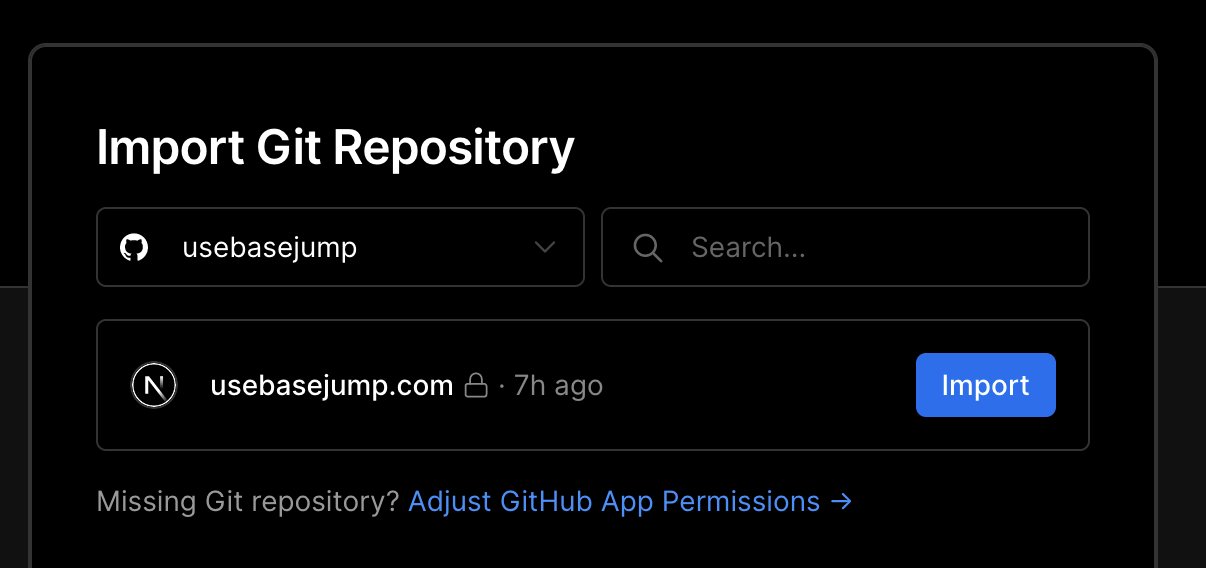 Import Git Repository
usebasejump
Search...
usebasejump.com · 7h ago
Import
Missing Git repository? Adjust GitHub App Permissions →